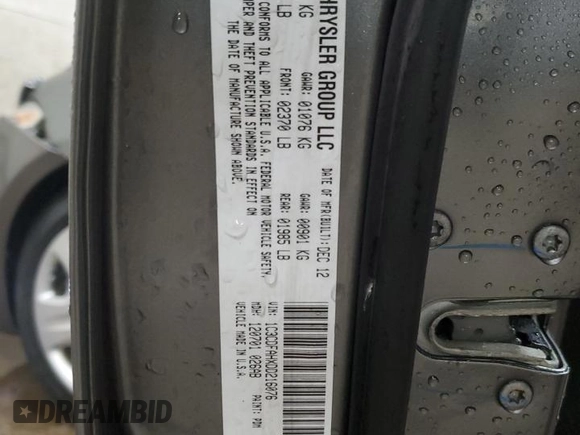 HRYSLER GROUP LLC
DATE OF MFR(BUILT): DEC 12
KG GAWR: 01076 KG GAWR: 00901 KG
LB FRONT: 02370 LB REAR: 01985 LB
CONFORMS TO ALL APPLICABLE U.S.A. FEDERAL MOTOR VEHICLE SAFETY,
PER AND THEFT PREVENTION STANDARDS IN EFFECT ON
THE DATE OF MANUFACTURE SHOWN ABOVE.
VIN: 1C3CDFAH0DD216076
MDH: 120701 026AB PAINT: PDM
VEHICLE MADE IN U.S.A.
DREAMBID